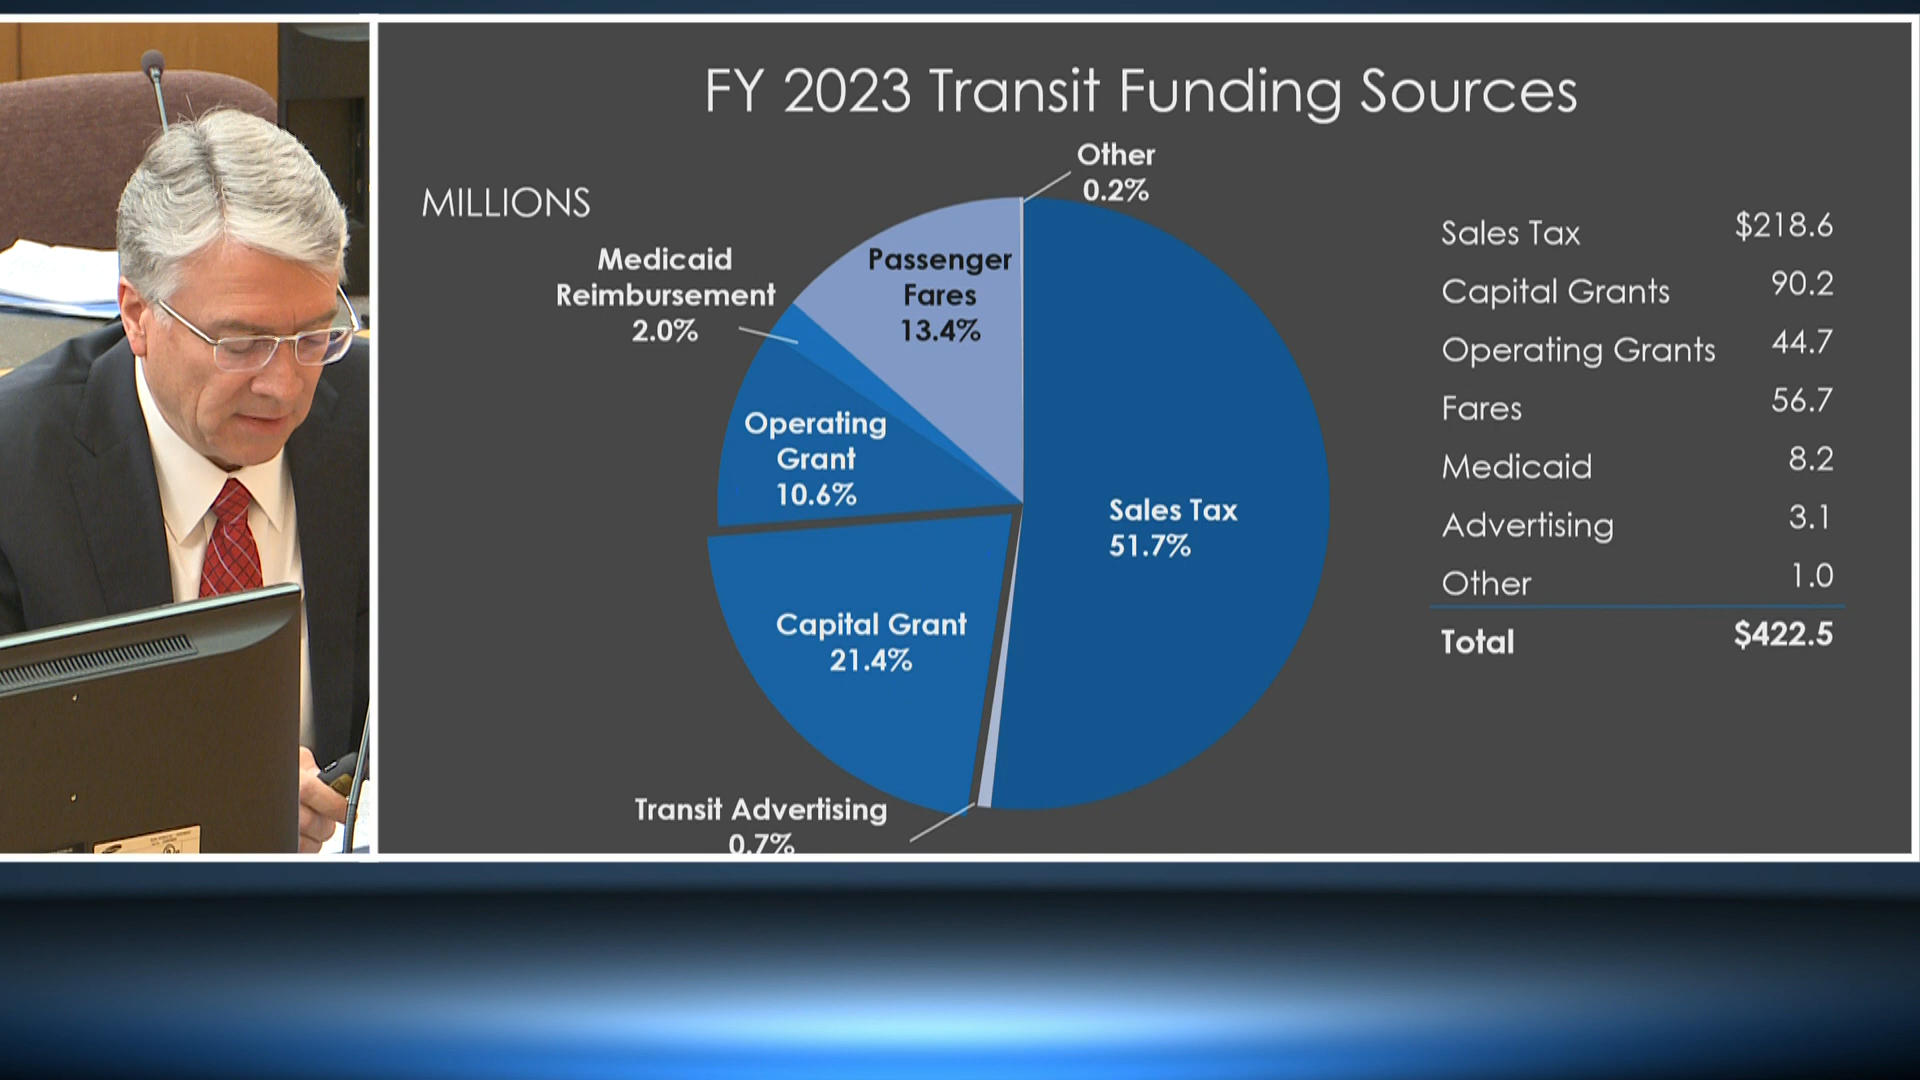 FY 2023 Transit Funding Sources
MILLIONS
Other
0.2%
Medicaid
Reimbursement
2.0%
Passenger
Fares
13.4%
Operating
Grant
10.6%
Sales Tax
51.7%
Capital Grant
21.4%
Transit Advertising
0.7%
Sales Tax $218.6
Capital Grants 90.2
Operating Grants 44.7
Fares 56.7
Medicaid 8.2
Advertising 3.1
Other 1.0
Total $422.5